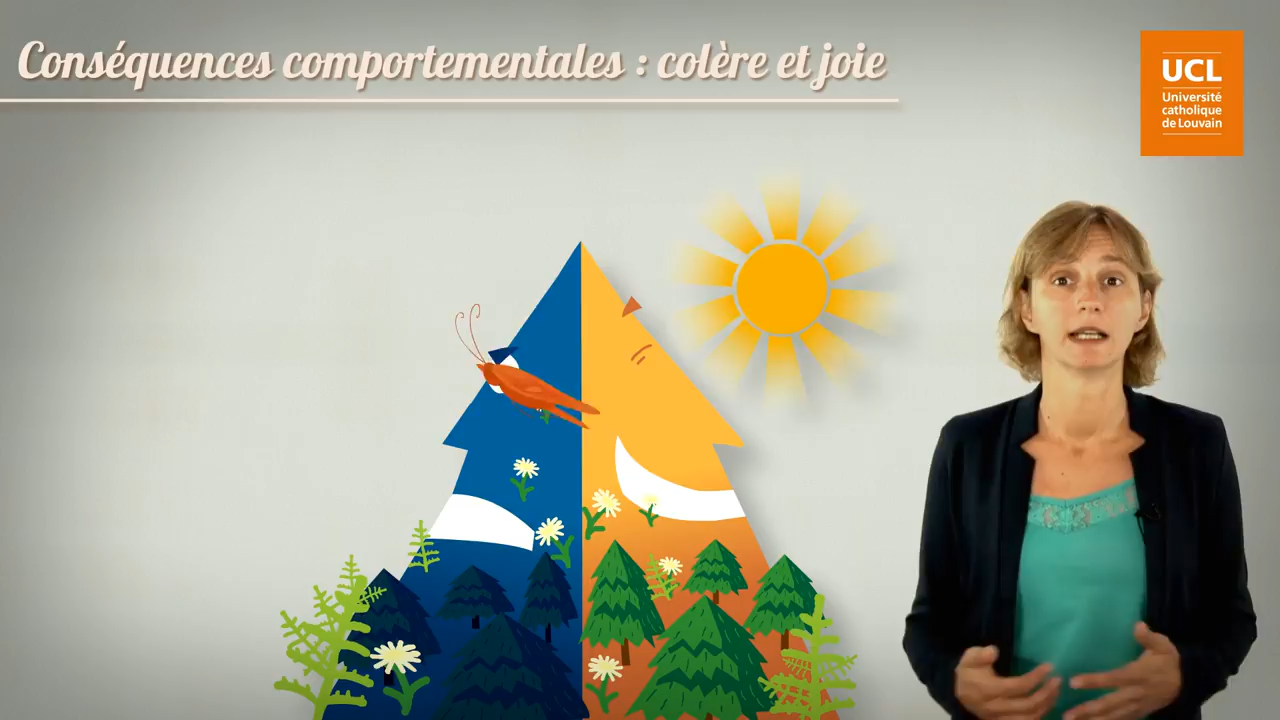 Conséquences comportementales : colère et joie
UCL
Université
catholique
de Louvain